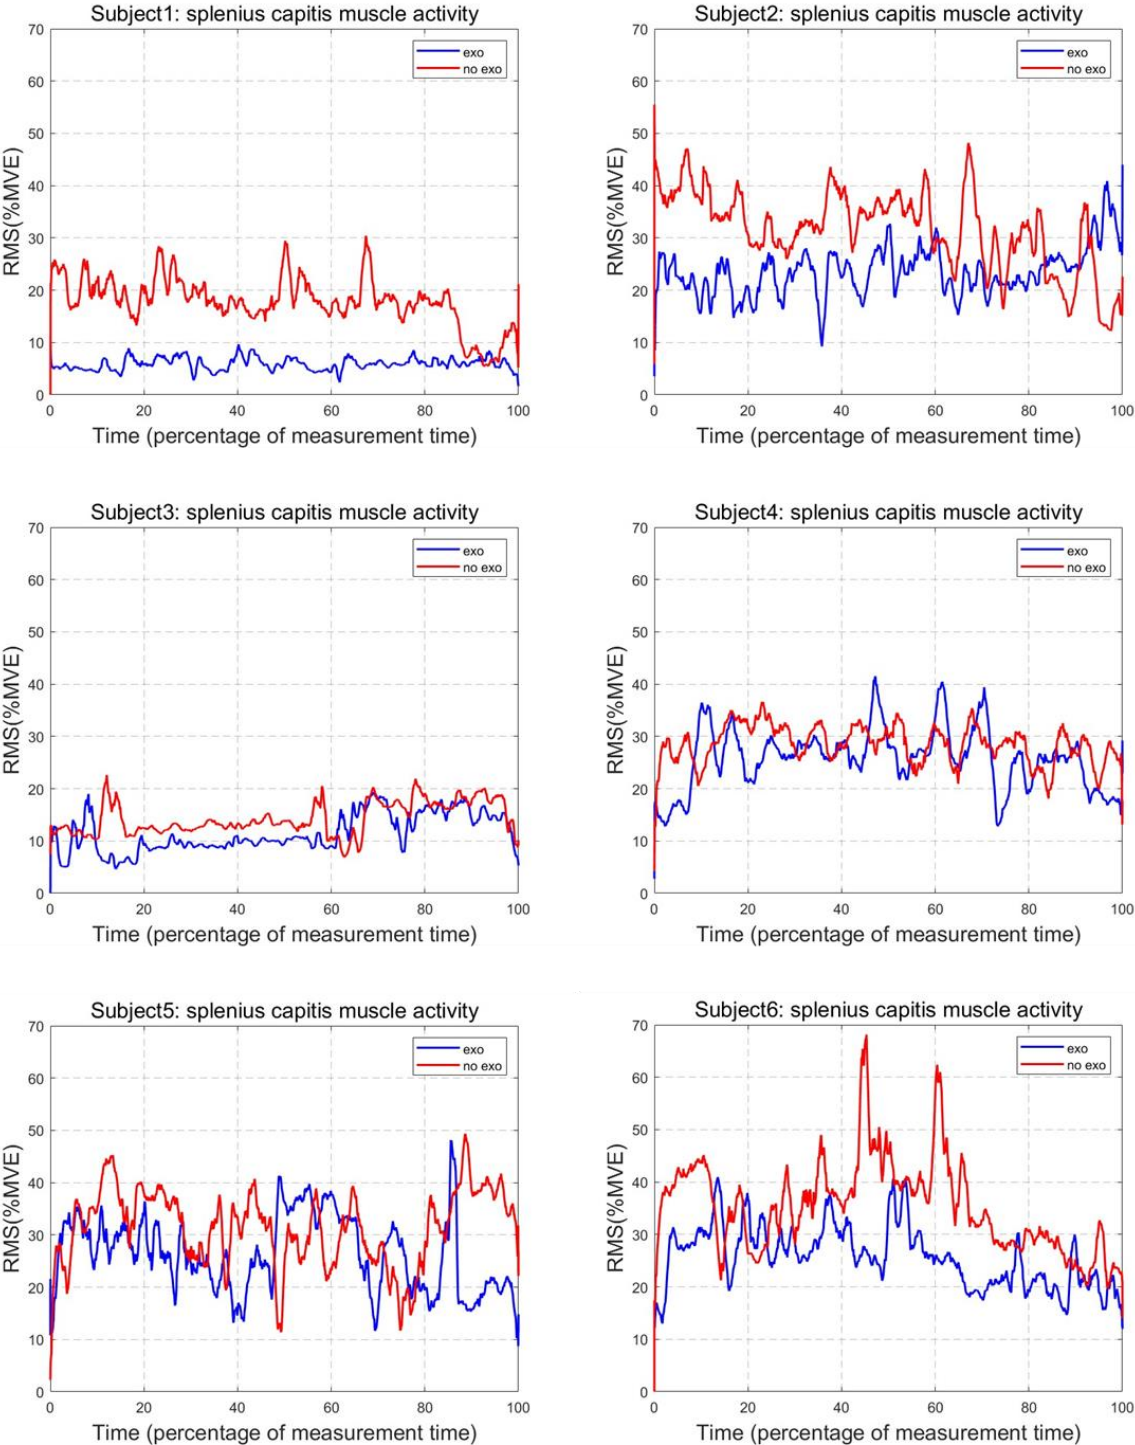 Subject1: splenius capitis muscle activity
70
60
50
40
30
20
10
0
RMS(%MVE)
exo
no exo
0 20 40 60 80 100
Time (percentage of measurement time)
Subject2: splenius capitis muscle activity
70
60
50
40
30
20
10
0
RMS(%MVE)
exo
no exo
0 20 40 60 80 100
Time (percentage of measurement time)
Subject3: splenius capitis muscle activity
70
60
50
40
30
20
10
0
RMS(%MVE)
exo
no exo
0 20 40 60 80 100
Time (percentage of measurement time)
Subject4: splenius capitis muscle activity
70
60
50
40
30
20
10
0
RMS(%MVE)
exo
no exo
0 20 40 60 80 100
Time (percentage of measurement time)
Subject5: splenius capitis muscle activity
70
60
50
40
30
20
10
0
RMS(%MVE)
exo
no exo
0 20 40 60 80 100
Time (percentage of measurement time)
Subject6: splenius capitis muscle activity
70
60
50
40
30
20
10
0
RMS(%MVE)
exo
no exo
0 20 40 60 80 100
Time (percentage of measurement time)